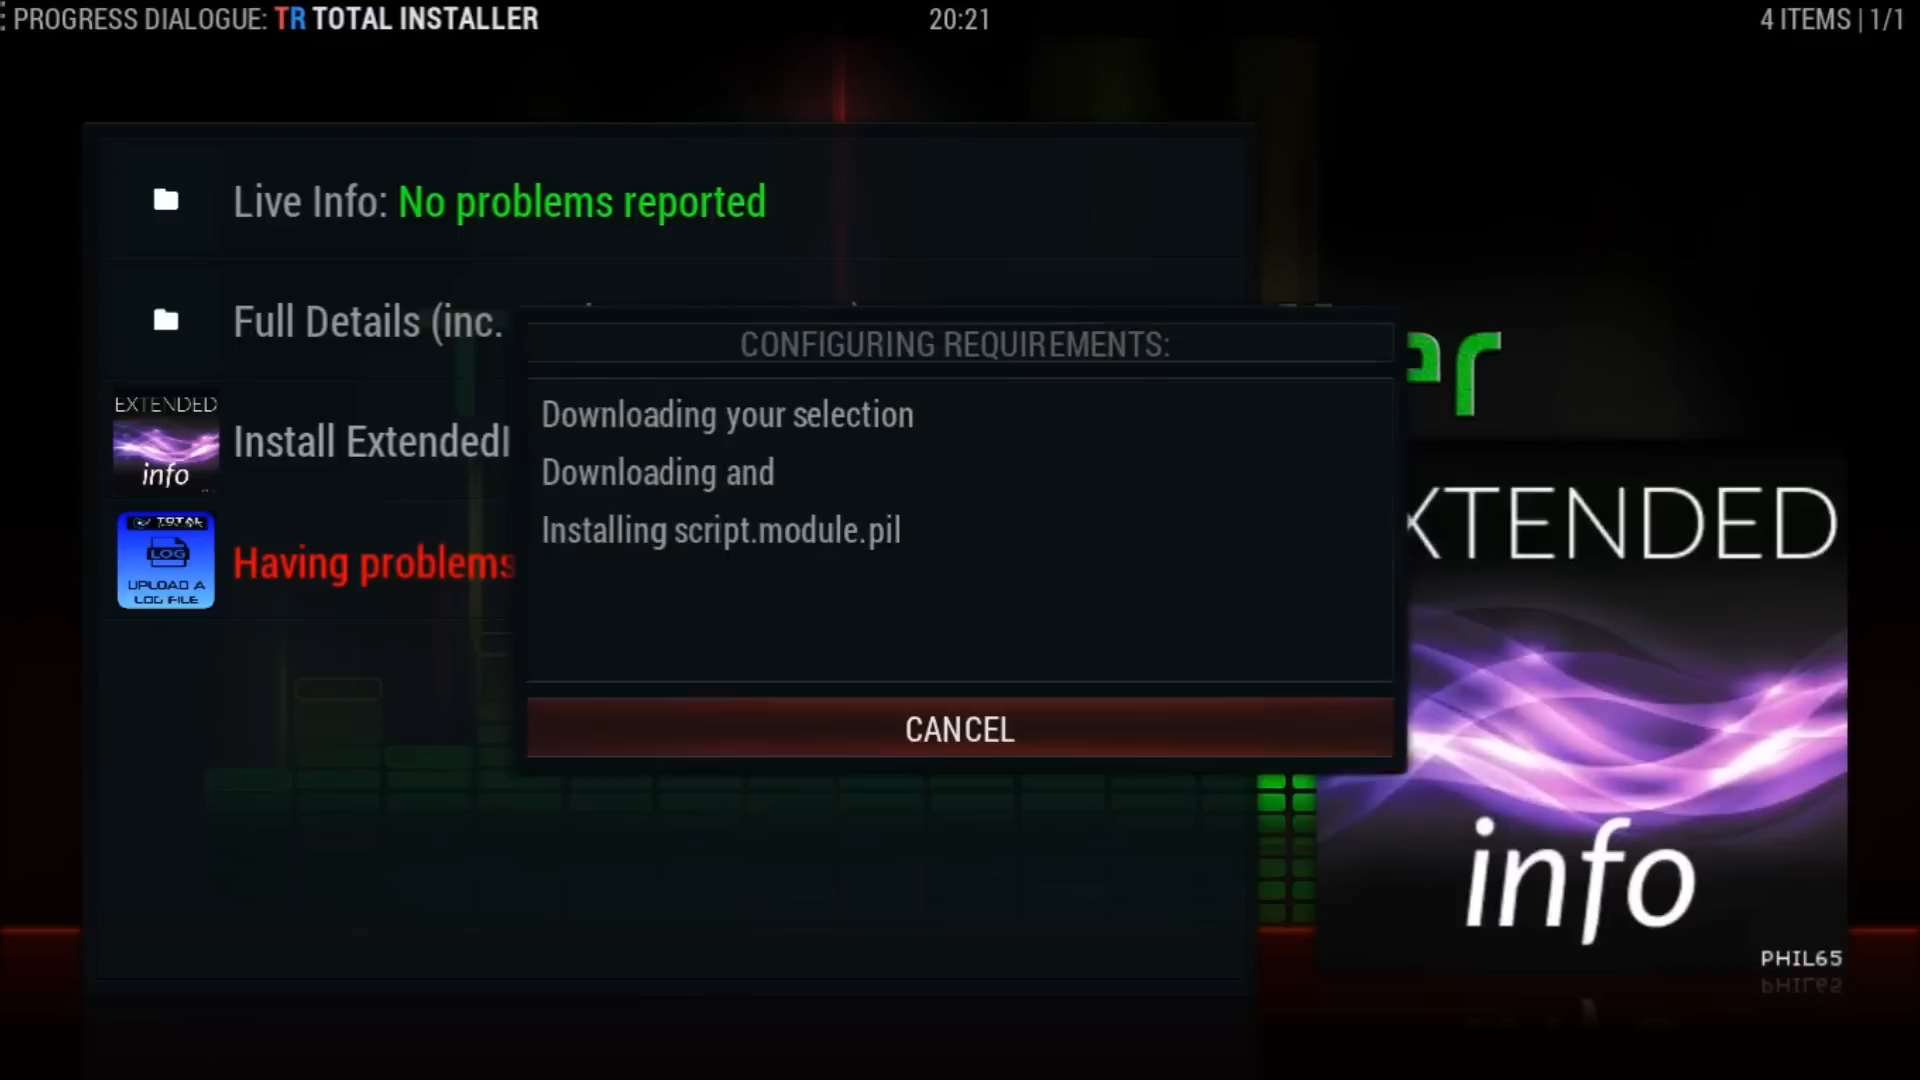 PROGRESS DIALOGUE: TR TOTAL INSTALLER
20:21
4 ITEMS | 1/1
Live Info: No problems reported
Full Details (inc.
CONFIGURING REQUIREMENTS:
Downloading your selection
Downloading and
Installing script.module.pil
CANCEL
EXTENDED
info
Install ExtendedI
TOTAL
LOG
UPLOAD A
LOG FILE
Having problems
XTENDED
info
PHIL65